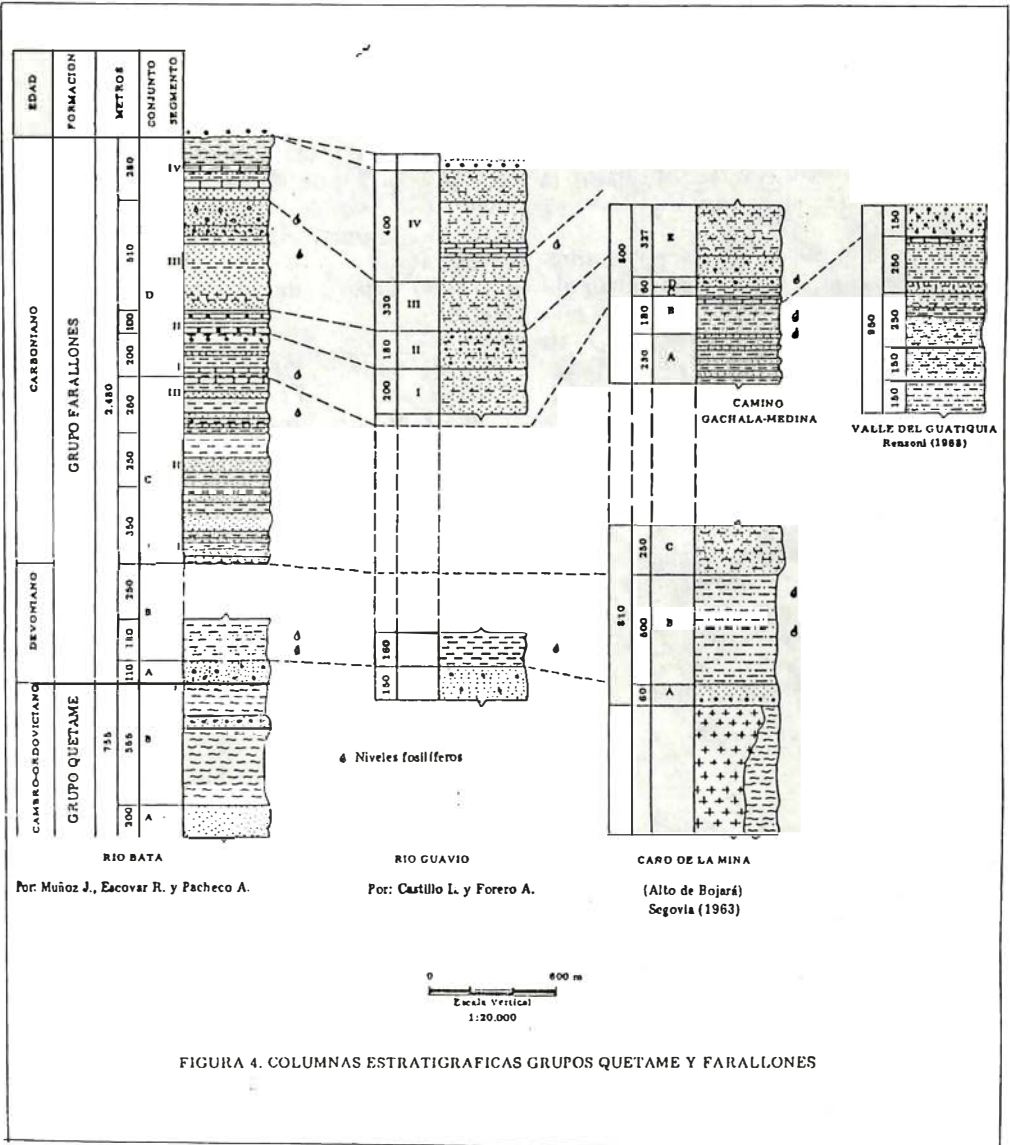 EDAD
FORMACION
METROS
CONJUNTO
SEGMENTO
CARBONIANO
DEVONIANO
CAMBRO-ORDOVICIANO
GRUPO FARALLONES
GRUPO QUETAME
2.480
755
280
510
100
200
260
250
350
250
180
110
200
D
C
B
A
B
A
IV
III
II
I
III
II
I
RIO BATA
Por: Muñoz J., Escovar R. y Pacheco A.
400
IV
330
III
180
II
200
I
160
150
RIO GUAVIO
Por: Castillo L. y Forero A.
Niveles fosilíferos
800
327
E
60
180
B
230
A
CAMINO
GACHALA-MEDINA
810
250
C
500
B
60
A
CAÑO DE LA MINA
(Alto de Bojará)
Segovia (1963)
950
150
250
250
150
150
VALLE DEL GUATIQUIA
Renzoni (1968)
0
600 m
Escala Vertical
1:20.000
FIGURA 4. COLUMNAS ESTRATIGRAFICAS GRUPOS QUETAME Y FARALLONES